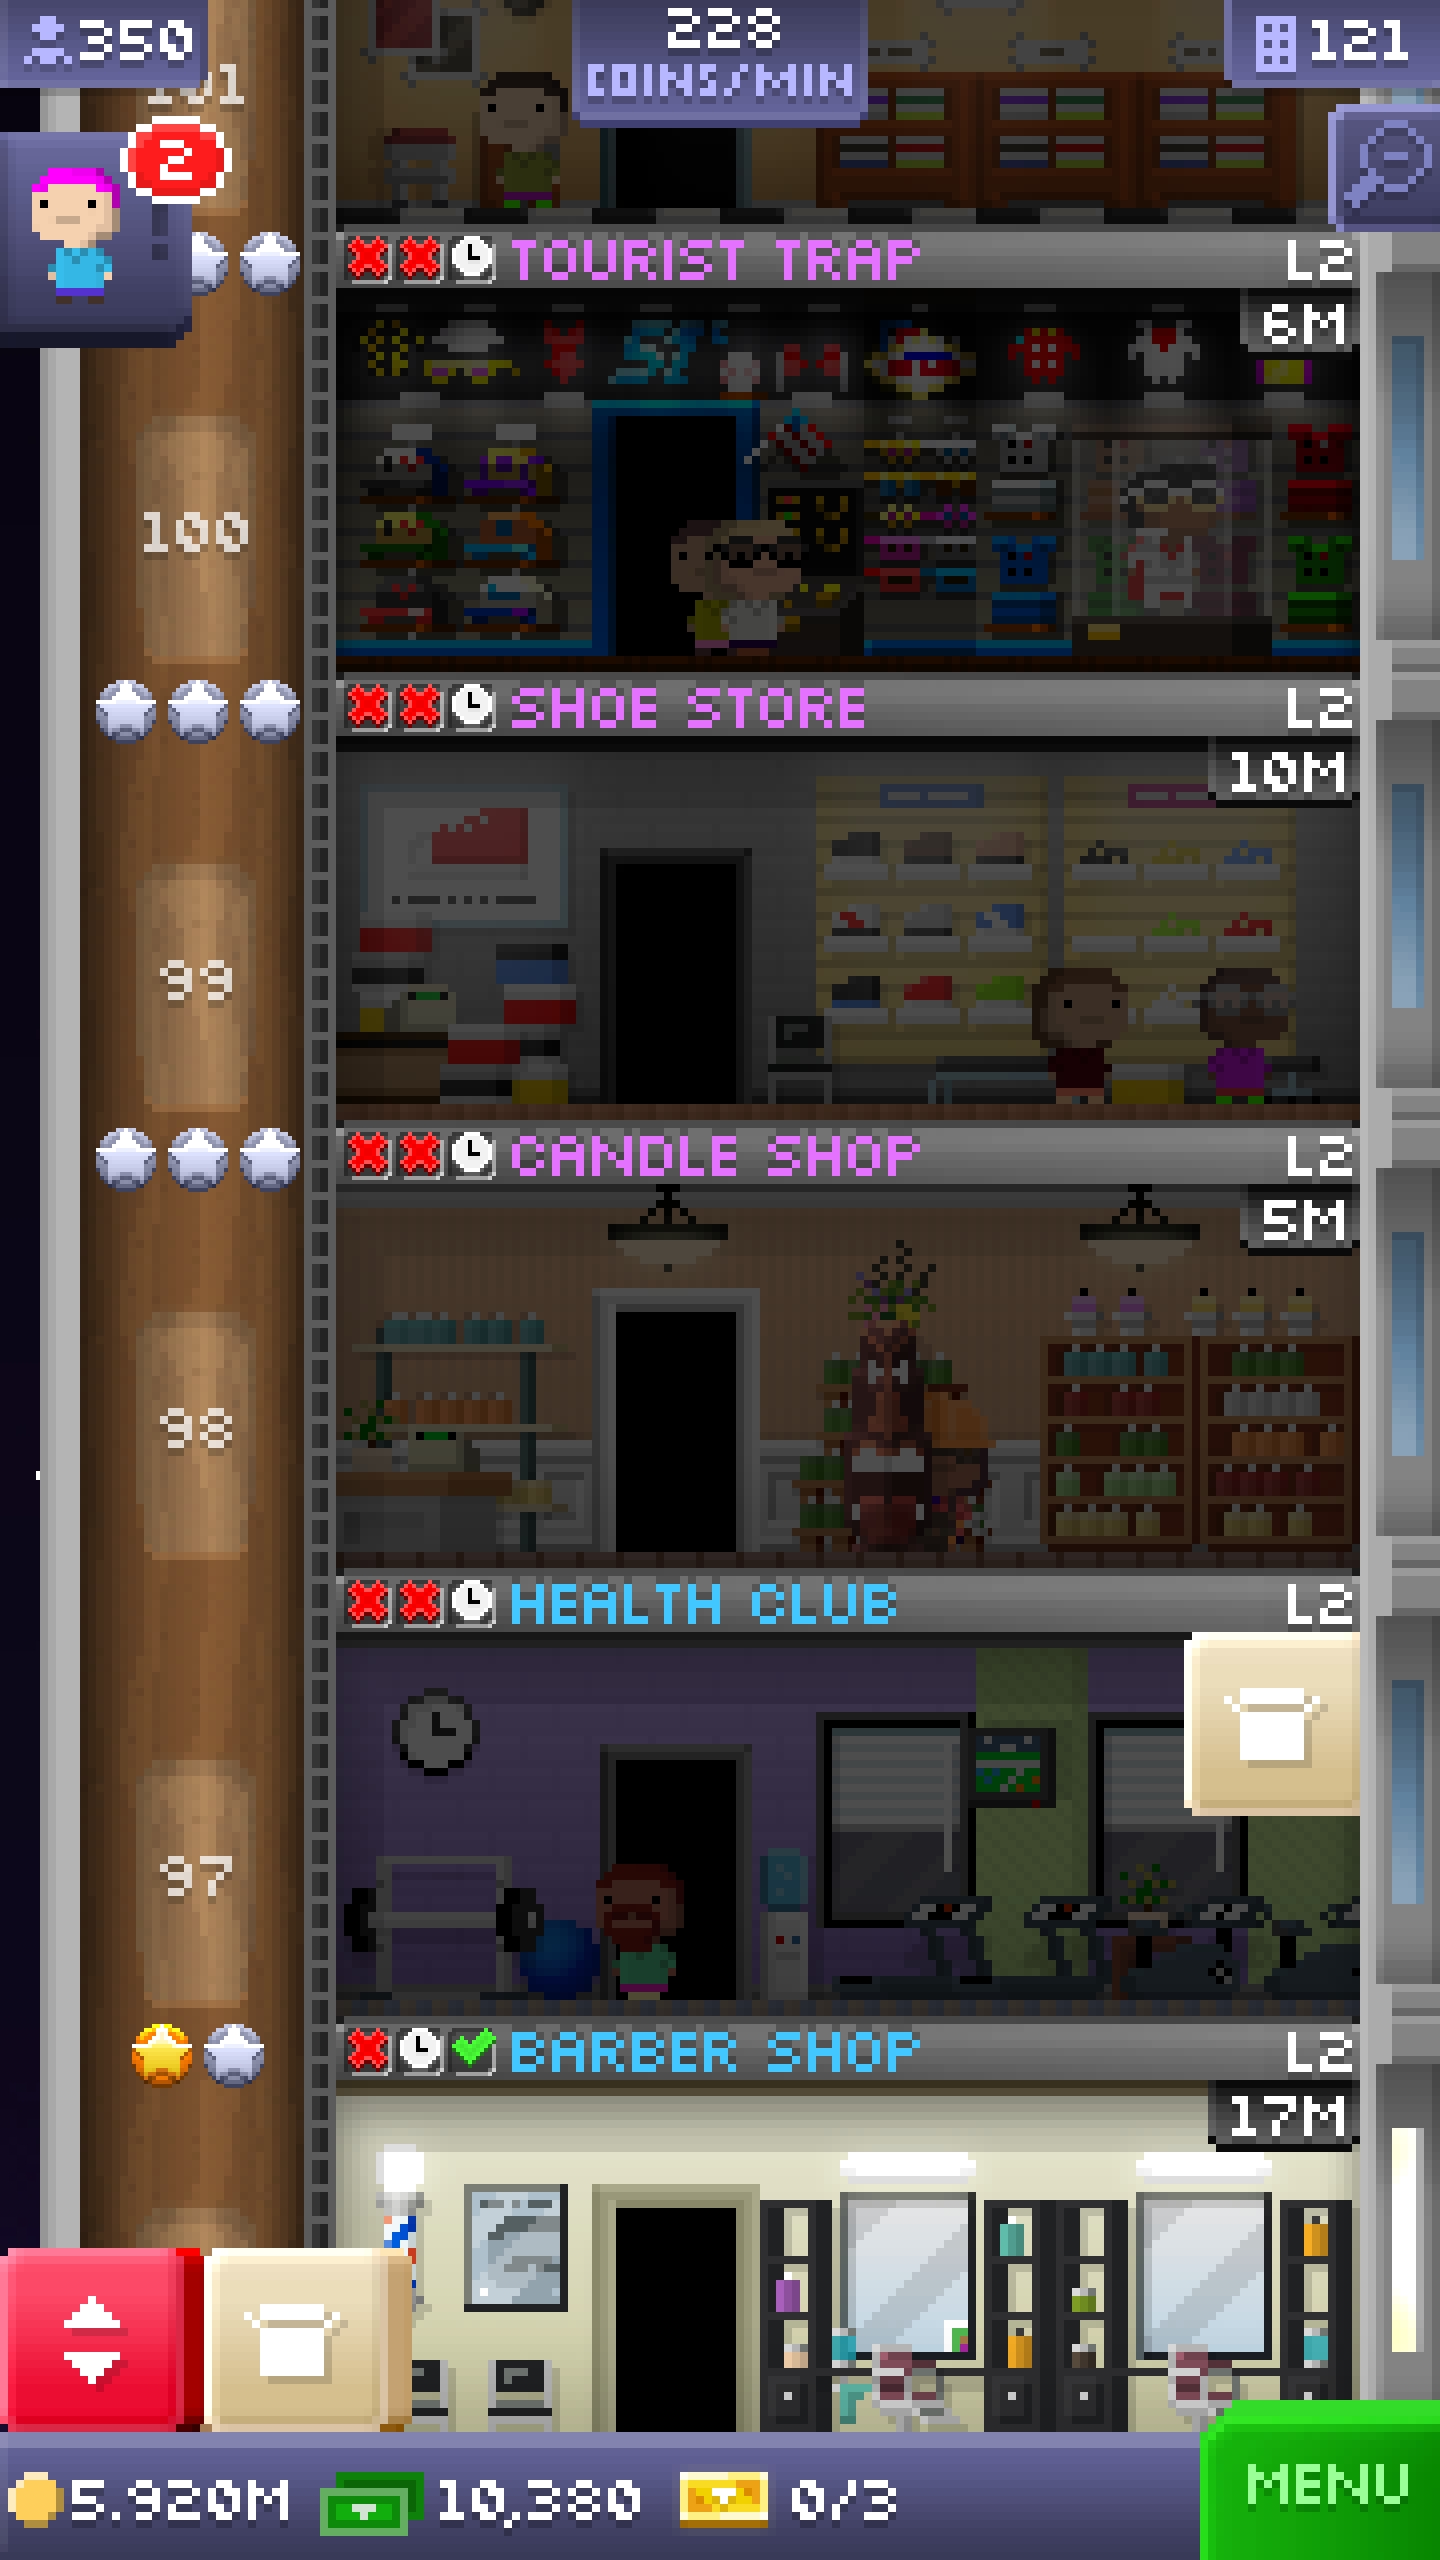 350
228
COINS/MIN
121
101
2
TOURIST TRAP
L2
6M
100
SHOE STORE
L2
10M
99
CANDLE SHOP
L2
5M
98
HEALTH CLUB
L2
97
BARBER SHOP
L2
17M
5.920M
10,380
0/3
MENU